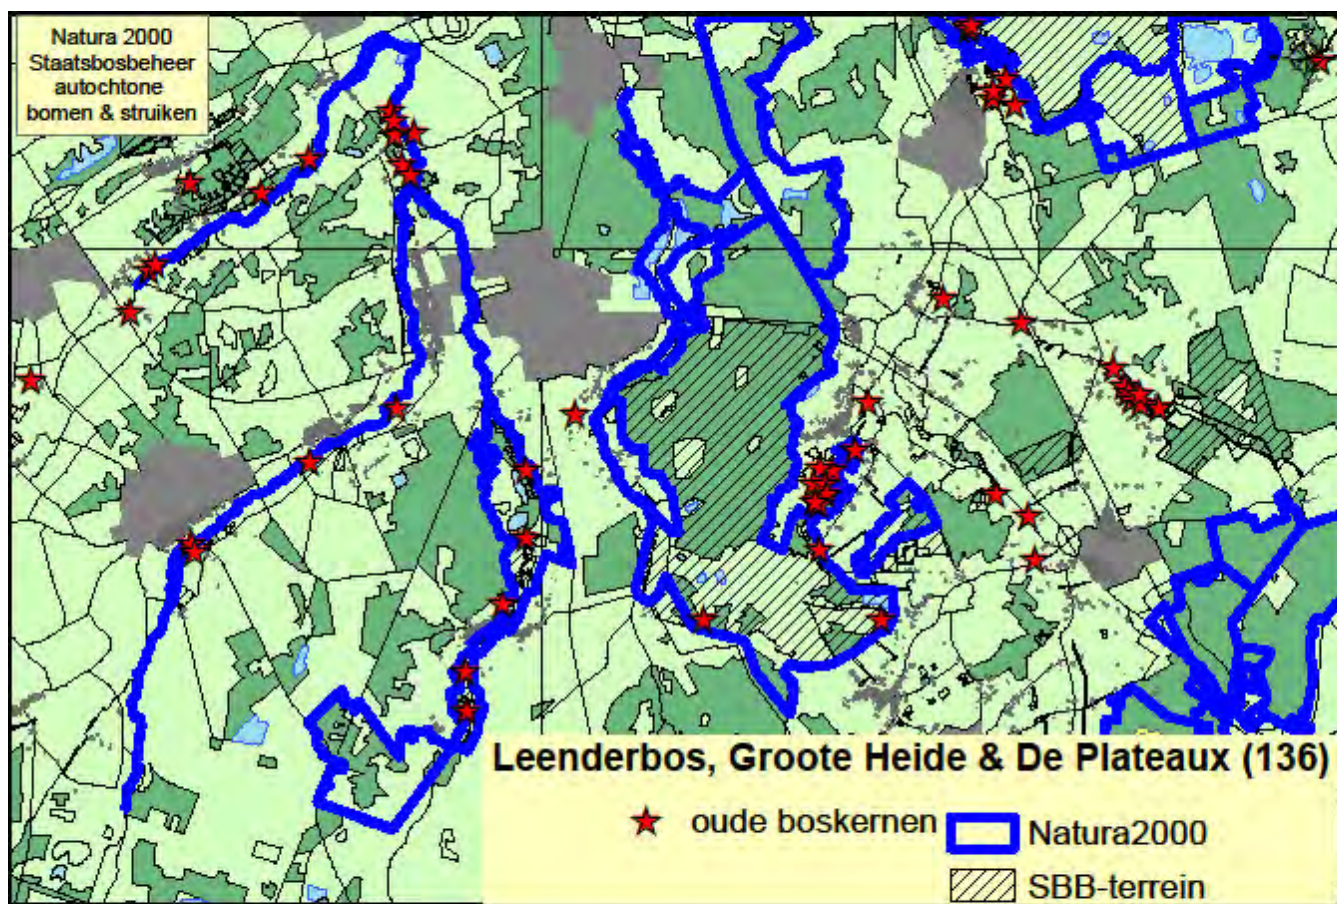 Natura 2000
Staatsbosbeheer
autochtone
bomen & struiken
Leenderbos, Groote Heide & De Plateaux (136)
oude boskernen
Natura2000
SBB-terrein